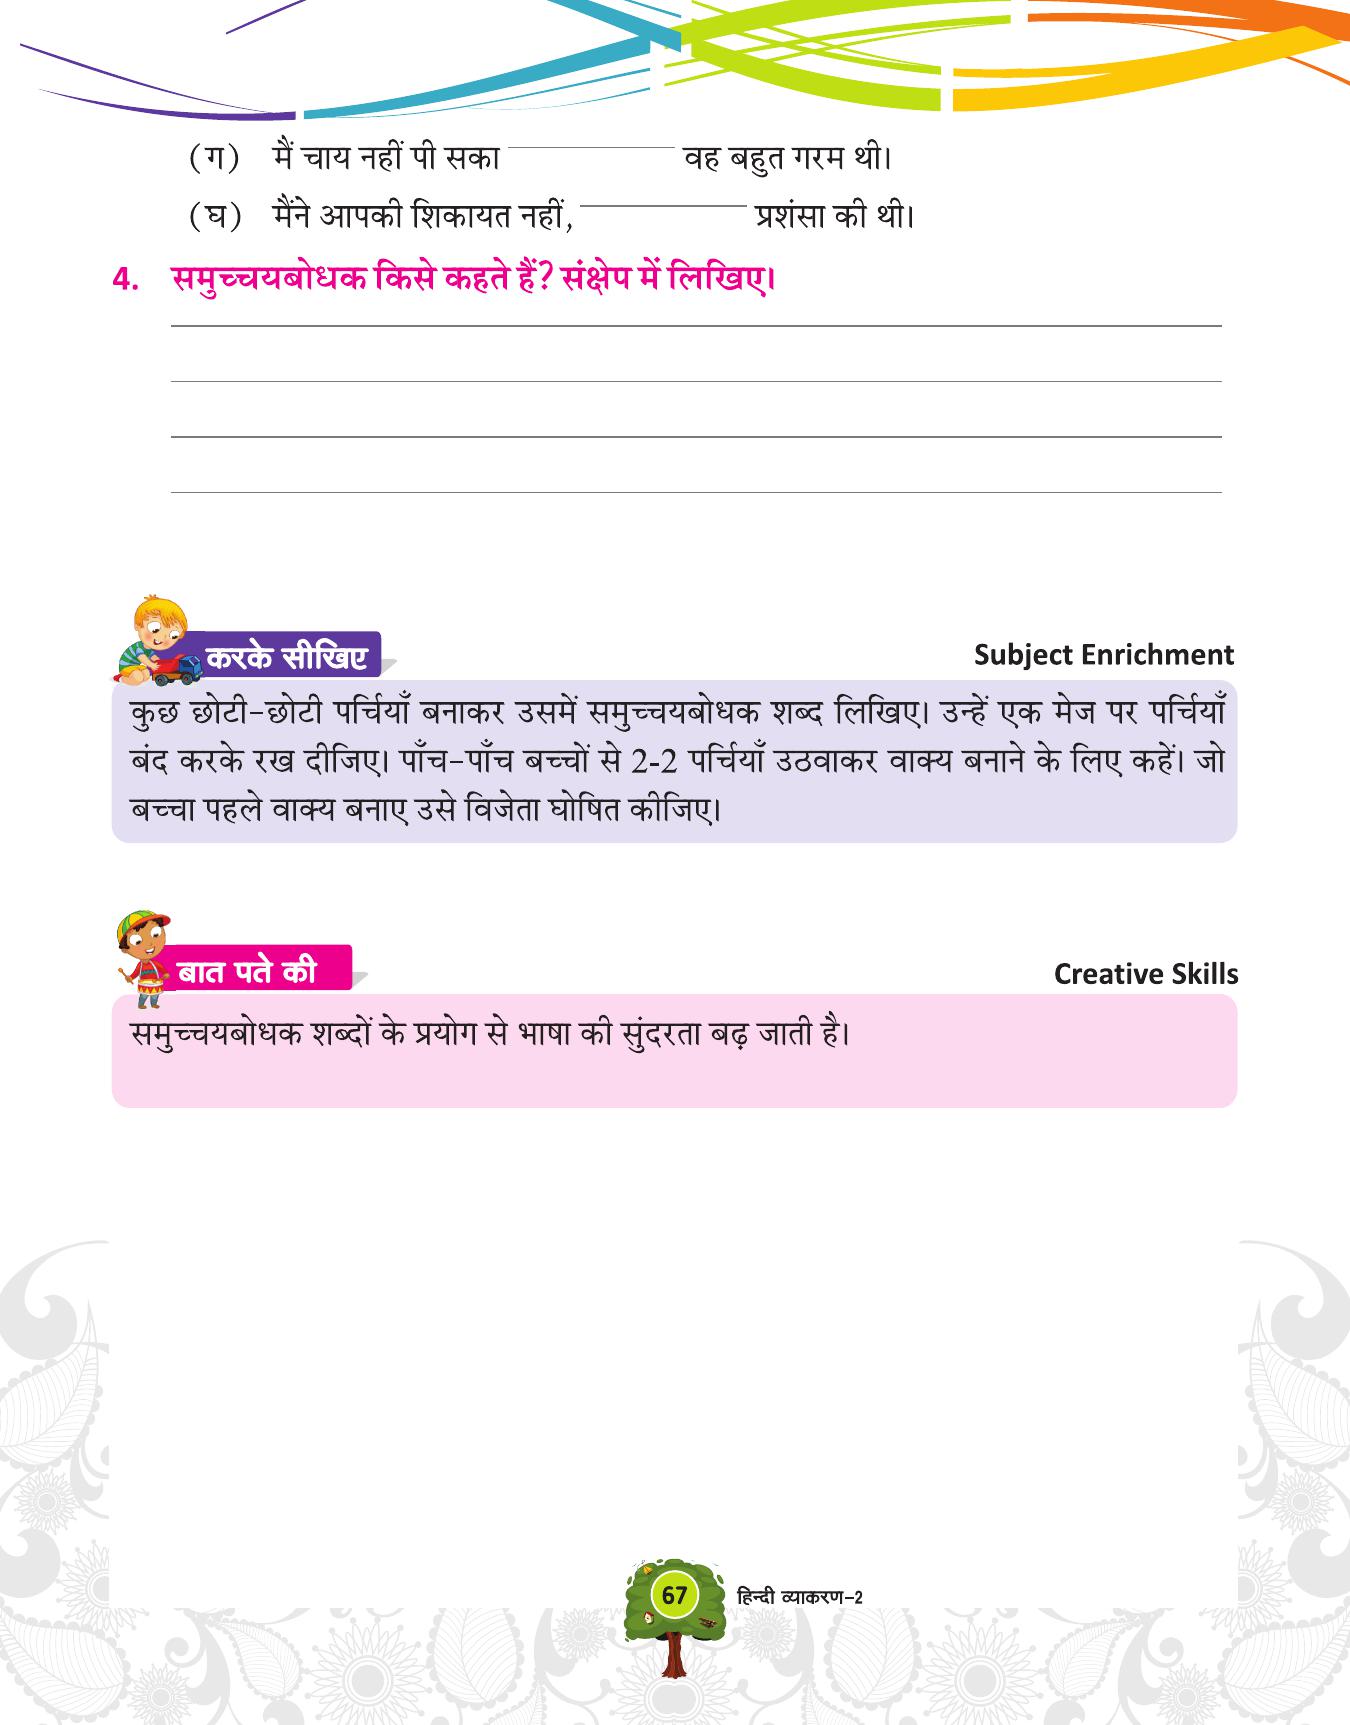 (ग) मैं चाय नहीं पी सका __________ वह बहुत गरम थी।
(घ) मैंने आपकी शिकायत नहीं, __________ प्रशंसा की थी।
4. समुच्चयबोधक किसे कहते हैं? संक्षेप में लिखिए।
करके सीखिए
Subject Enrichment
कुछ छोटी-छोटी पर्चियाँ बनाकर उसमें समुच्चयबोधक शब्द लिखिए। उन्हें एक मेज पर पर्चियाँ
बंद करके रख दीजिए। पाँच-पाँच बच्चों से 2-2 पर्चियाँ उठवाकर वाक्य बनाने के लिए कहें। जो
बच्चा पहले वाक्य बनाए उसे विजेता घोषित कीजिए।
बात पते की
Creative Skills
समुच्चयबोधक शब्दों के प्रयोग से भाषा की सुंदरता बढ़ जाती है।
67 हिन्दी व्याकरण-2